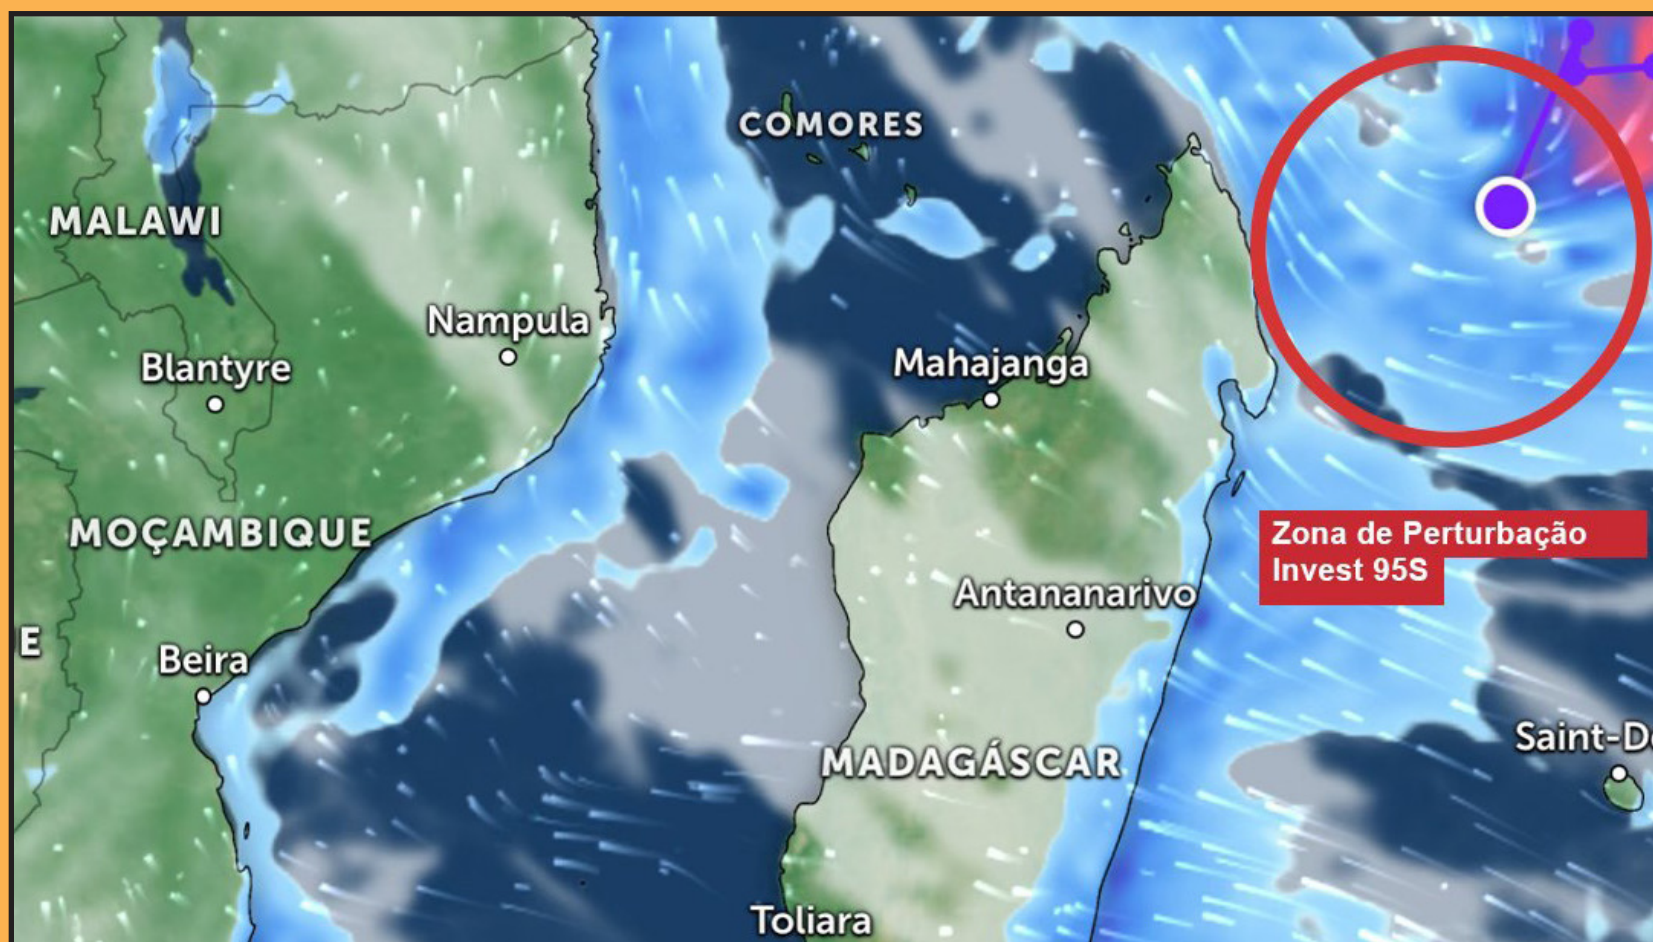 COMORES
MALAWI
Nampula
Blantyre
Mahajanga
MOÇAMBIQUE
Zona de Perturbação
Invest 95S
Antananarivo
E
Beira
Saint-De
MADAGÁSCAR
Toliara